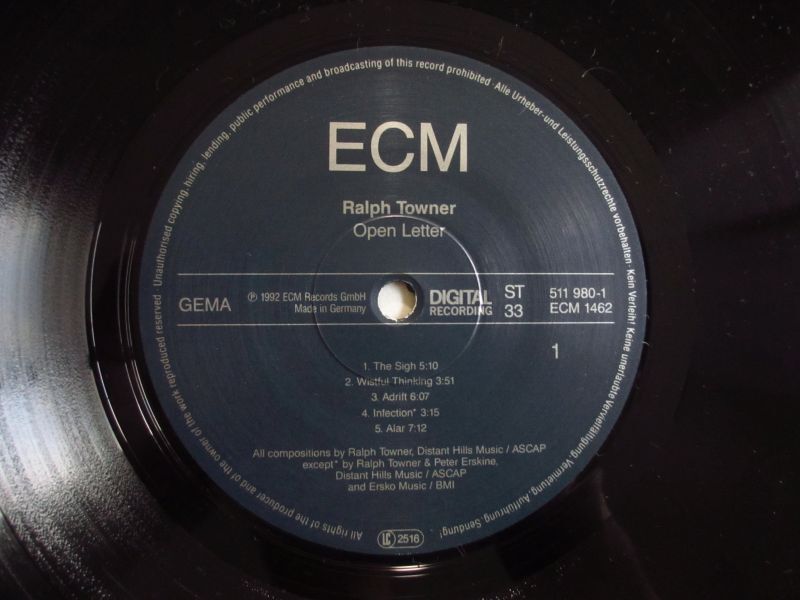 ECM
Ralph Towner
Open Letter
GEMA
℗ 1992 ECM Records GmbH
Made in Germany
DIGITAL
RECORDING
ST
33
511 980-1
ECM 1462
1
1. The Sigh 5:10
2. Wistful Thinking 3:51
3. Adrift 6:07
4. Infection* 3:15
5. Alar 7:12
All compositions by Ralph Towner, Distant Hills Music / ASCAP
except* by Ralph Towner & Peter Erskine,
Distant Hills Music / ASCAP
and Ersko Music / BMI
LC 2516
All rights of the producer and of the owner of the work reproduced reserved · Unauthorised copying, hiring, lending, public performance and broadcasting of this record prohibited · Alle Urheber- und Leistungsschutzrechte vorbehalten · Kein Verleih! Keine unerlaubte Vervielfältigung, Vermietung, Aufführung, Sendung!